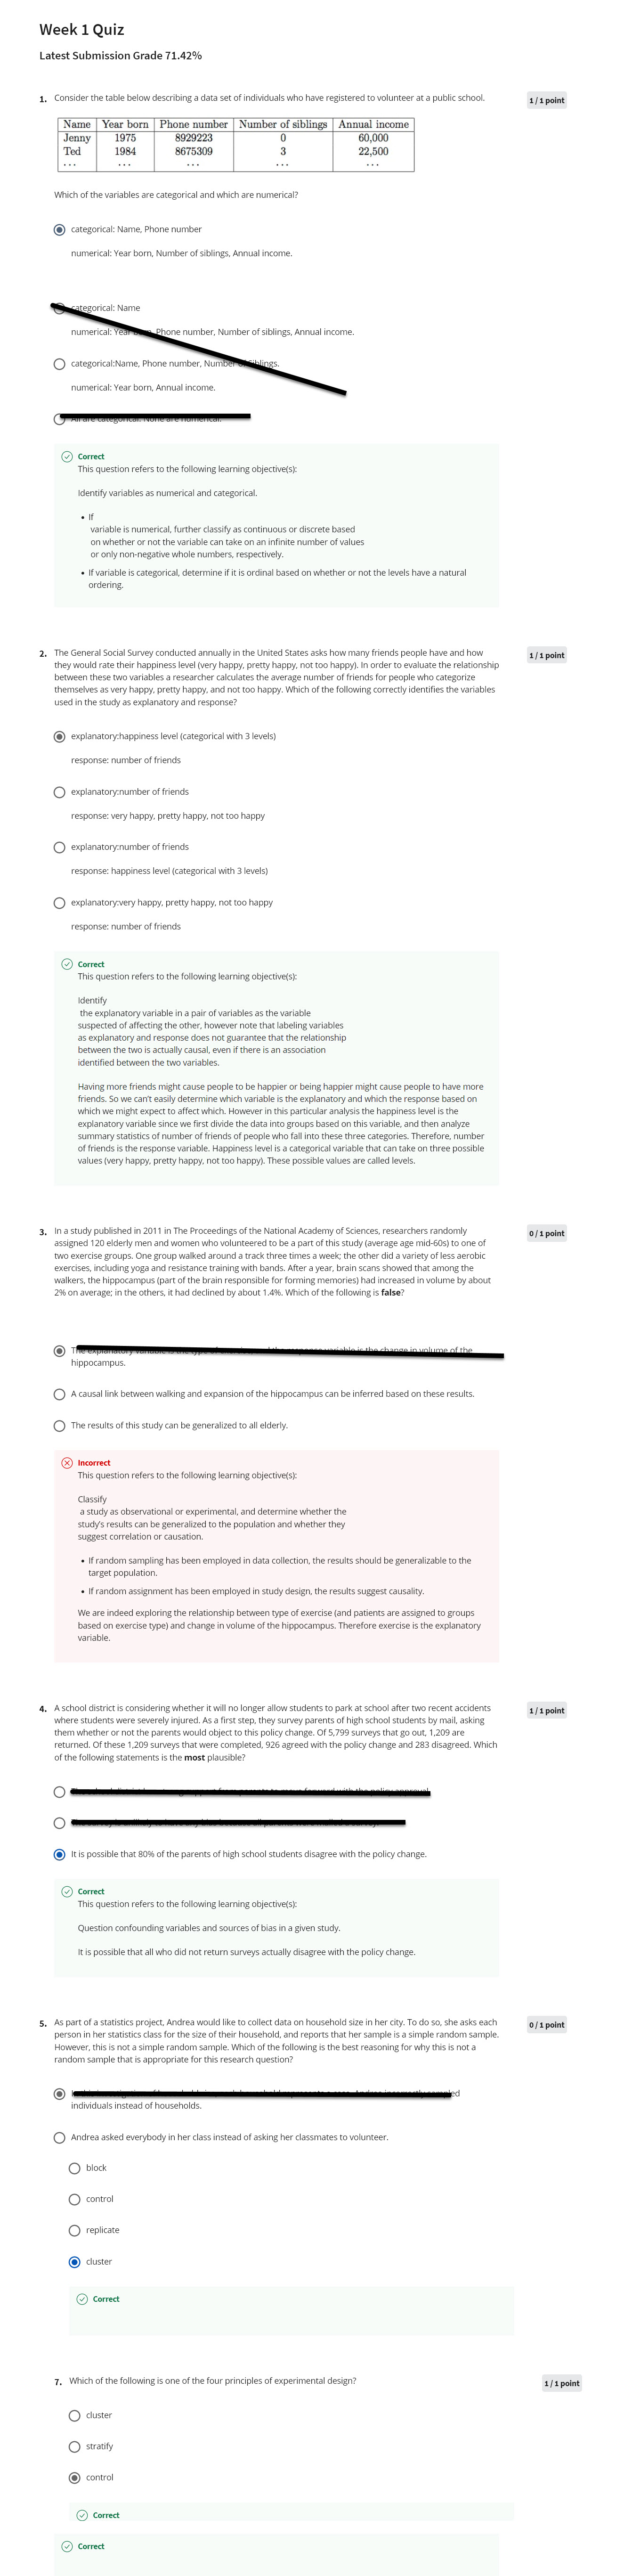 Week 1 Quiz
Latest Submission Grade 71.42%
1. Consider the table below describing a data set of individuals who have registered to volunteer at a public school.
1 / 1 point
Name Year born Phone number Number of siblings Annual income
Jenny 1975 8929223 0 60,000
Ted 1984 8675309 3 22,500
... ... ... ... ...
Which of the variables are categorical and which are numerical?
categorical: Name, Phone number
numerical: Year born, Number of siblings, Annual income.
categorical: Name
numerical: Year born, Phone number, Number of siblings, Annual income.
categorical:Name, Phone number, Number of Siblings.
numerical: Year born, Annual income.
All are categorical. None are numerical.
Correct
This question refers to the following learning objective(s):
Identify variables as numerical and categorical.
• If
variable is numerical, further classify as continuous or discrete based
on whether or not the variable can take on an infinite number of values
or only non-negative whole numbers, respectively.
• If variable is categorical, determine if it is ordinal based on whether or not the levels have a natural
ordering.
2. The General Social Survey conducted annually in the United States asks how many friends people have and how
1 / 1 point
they would rate their happiness level (very happy, pretty happy, not too happy). In order to evaluate the relationship
between these two variables a researcher calculates the average number of friends for people who categorize
themselves as very happy, pretty happy, and not too happy. Which of the following correctly identifies the variables
used in the study as explanatory and response?
explanatory:happiness level (categorical with 3 levels)
response: number of friends
explanatory:number of friends
response: very happy, pretty happy, not too happy
explanatory:number of friends
response: happiness level (categorical with 3 levels)
explanatory:very happy, pretty happy, not too happy
response: number of friends
Correct
This question refers to the following learning objective(s):
Identify
the explanatory variable in a pair of variables as the variable
suspected of affecting the other, however note that labeling variables
as explanatory and response does not guarantee that the relationship
between the two is actually causal, even if there is an association
identified between the two variables.
Having more friends might cause people to be happier or being happier might cause people to have more
friends. So we can't easily determine which variable is the explanatory and which the response based on
which we might expect to affect which. However in this particular analysis the happiness level is the
explanatory variable since we first divide the data into groups based on this variable, and then analyze
summary statistics of number of friends of people who fall into these three categories. Therefore, number
of friends is the response variable. Happiness level is a categorical variable that can take on three possible
values (very happy, pretty happy, not too happy). These possible values are called levels.
3. In a study published in 2011 in The Proceedings of the National Academy of Sciences, researchers randomly
0 / 1 point
assigned 120 elderly men and women who volunteered to be a part of this study (average age mid-60s) to one of
two exercise groups. One group walked around a track three times a week; the other did a variety of less aerobic
exercises, including yoga and resistance training with bands. After a year, brain scans showed that among the
walkers, the hippocampus (part of the brain responsible for forming memories) had increased in volume by about
2% on average; in the others, it had declined by about 1.4%. Which of the following is false?
change in volume of the
hippocampus.
A causal link between walking and expansion of the hippocampus can be inferred based on these results.
The results of this study can be generalized to all elderly.
Incorrect
This question refers to the following learning objective(s):
Classify
a study as observational or experimental, and determine whether the
study's results can be generalized to the population and whether they
suggest correlation or causation.
• If random sampling has been employed in data collection, the results should be generalizable to the
target population.
• If random assignment has been employed in study design, the results suggest causality.
We are indeed exploring the relationship between type of exercise (and patients are assigned to groups
based on exercise type) and change in volume of the hippocampus. Therefore exercise is the explanatory
variable.
4. A school district is considering whether it will no longer allow students to park at school after two recent accidents
1 / 1 point
where students were severely injured. As a first step, they survey parents of high school students by mail, asking
them whether or not the parents would object to this policy change. Of 5,799 surveys that go out, 1,209 are
returned. Of these 1,209 surveys that were completed, 926 agreed with the policy change and 283 disagreed. Which
of the following statements is the most plausible?
It is possible that 80% of the parents of high school students disagree with the policy change.
Correct
This question refers to the following learning objective(s):
Question confounding variables and sources of bias in a given study.
It is possible that all who did not return surveys actually disagree with the policy change.
5. As part of a statistics project, Andrea would like to collect data on household size in her city. To do so, she asks each
0 / 1 point
person in her statistics class for the size of their household, and reports that her sample is a simple random sample.
However, this is not a simple random sample. Which of the following is the best reasoning for why this is not a
random sample that is appropriate for this research question?
individuals instead of households.
Andrea asked everybody in her class instead of asking her classmates to volunteer.
block
control
replicate
cluster
Correct
7. Which of the following is one of the four principles of experimental design?
1 / 1 point
cluster
stratify
control
Correct
Correct